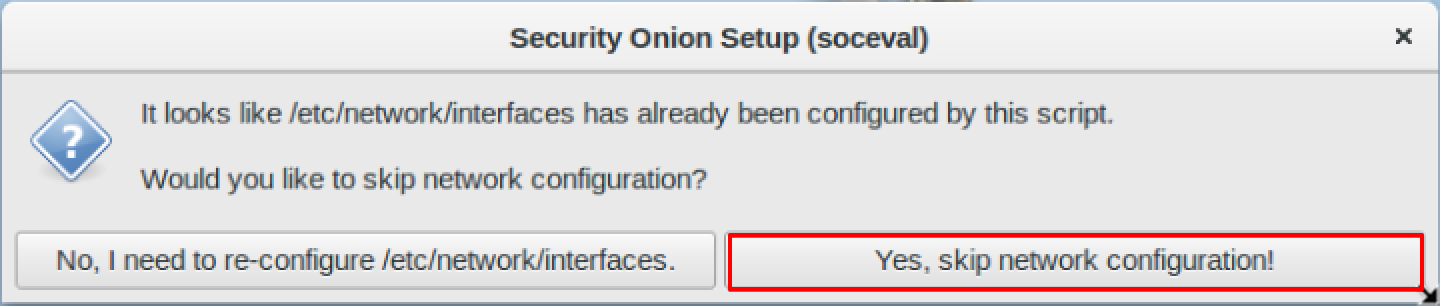 Security Onion Setup (soceval)
It looks like /etc/network/interfaces has already been configured by this script.
Would you like to skip network configuration?
No, I need to re-configure /etc/network/interfaces.
Yes, skip network configuration!